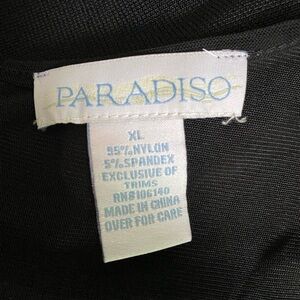 PARADISO
XL
95%NYLON
5%SPANDEX
EXCLUSIVE OF
TRIMS
RN#106140
MADE IN CHINA
OVER FOR CARE